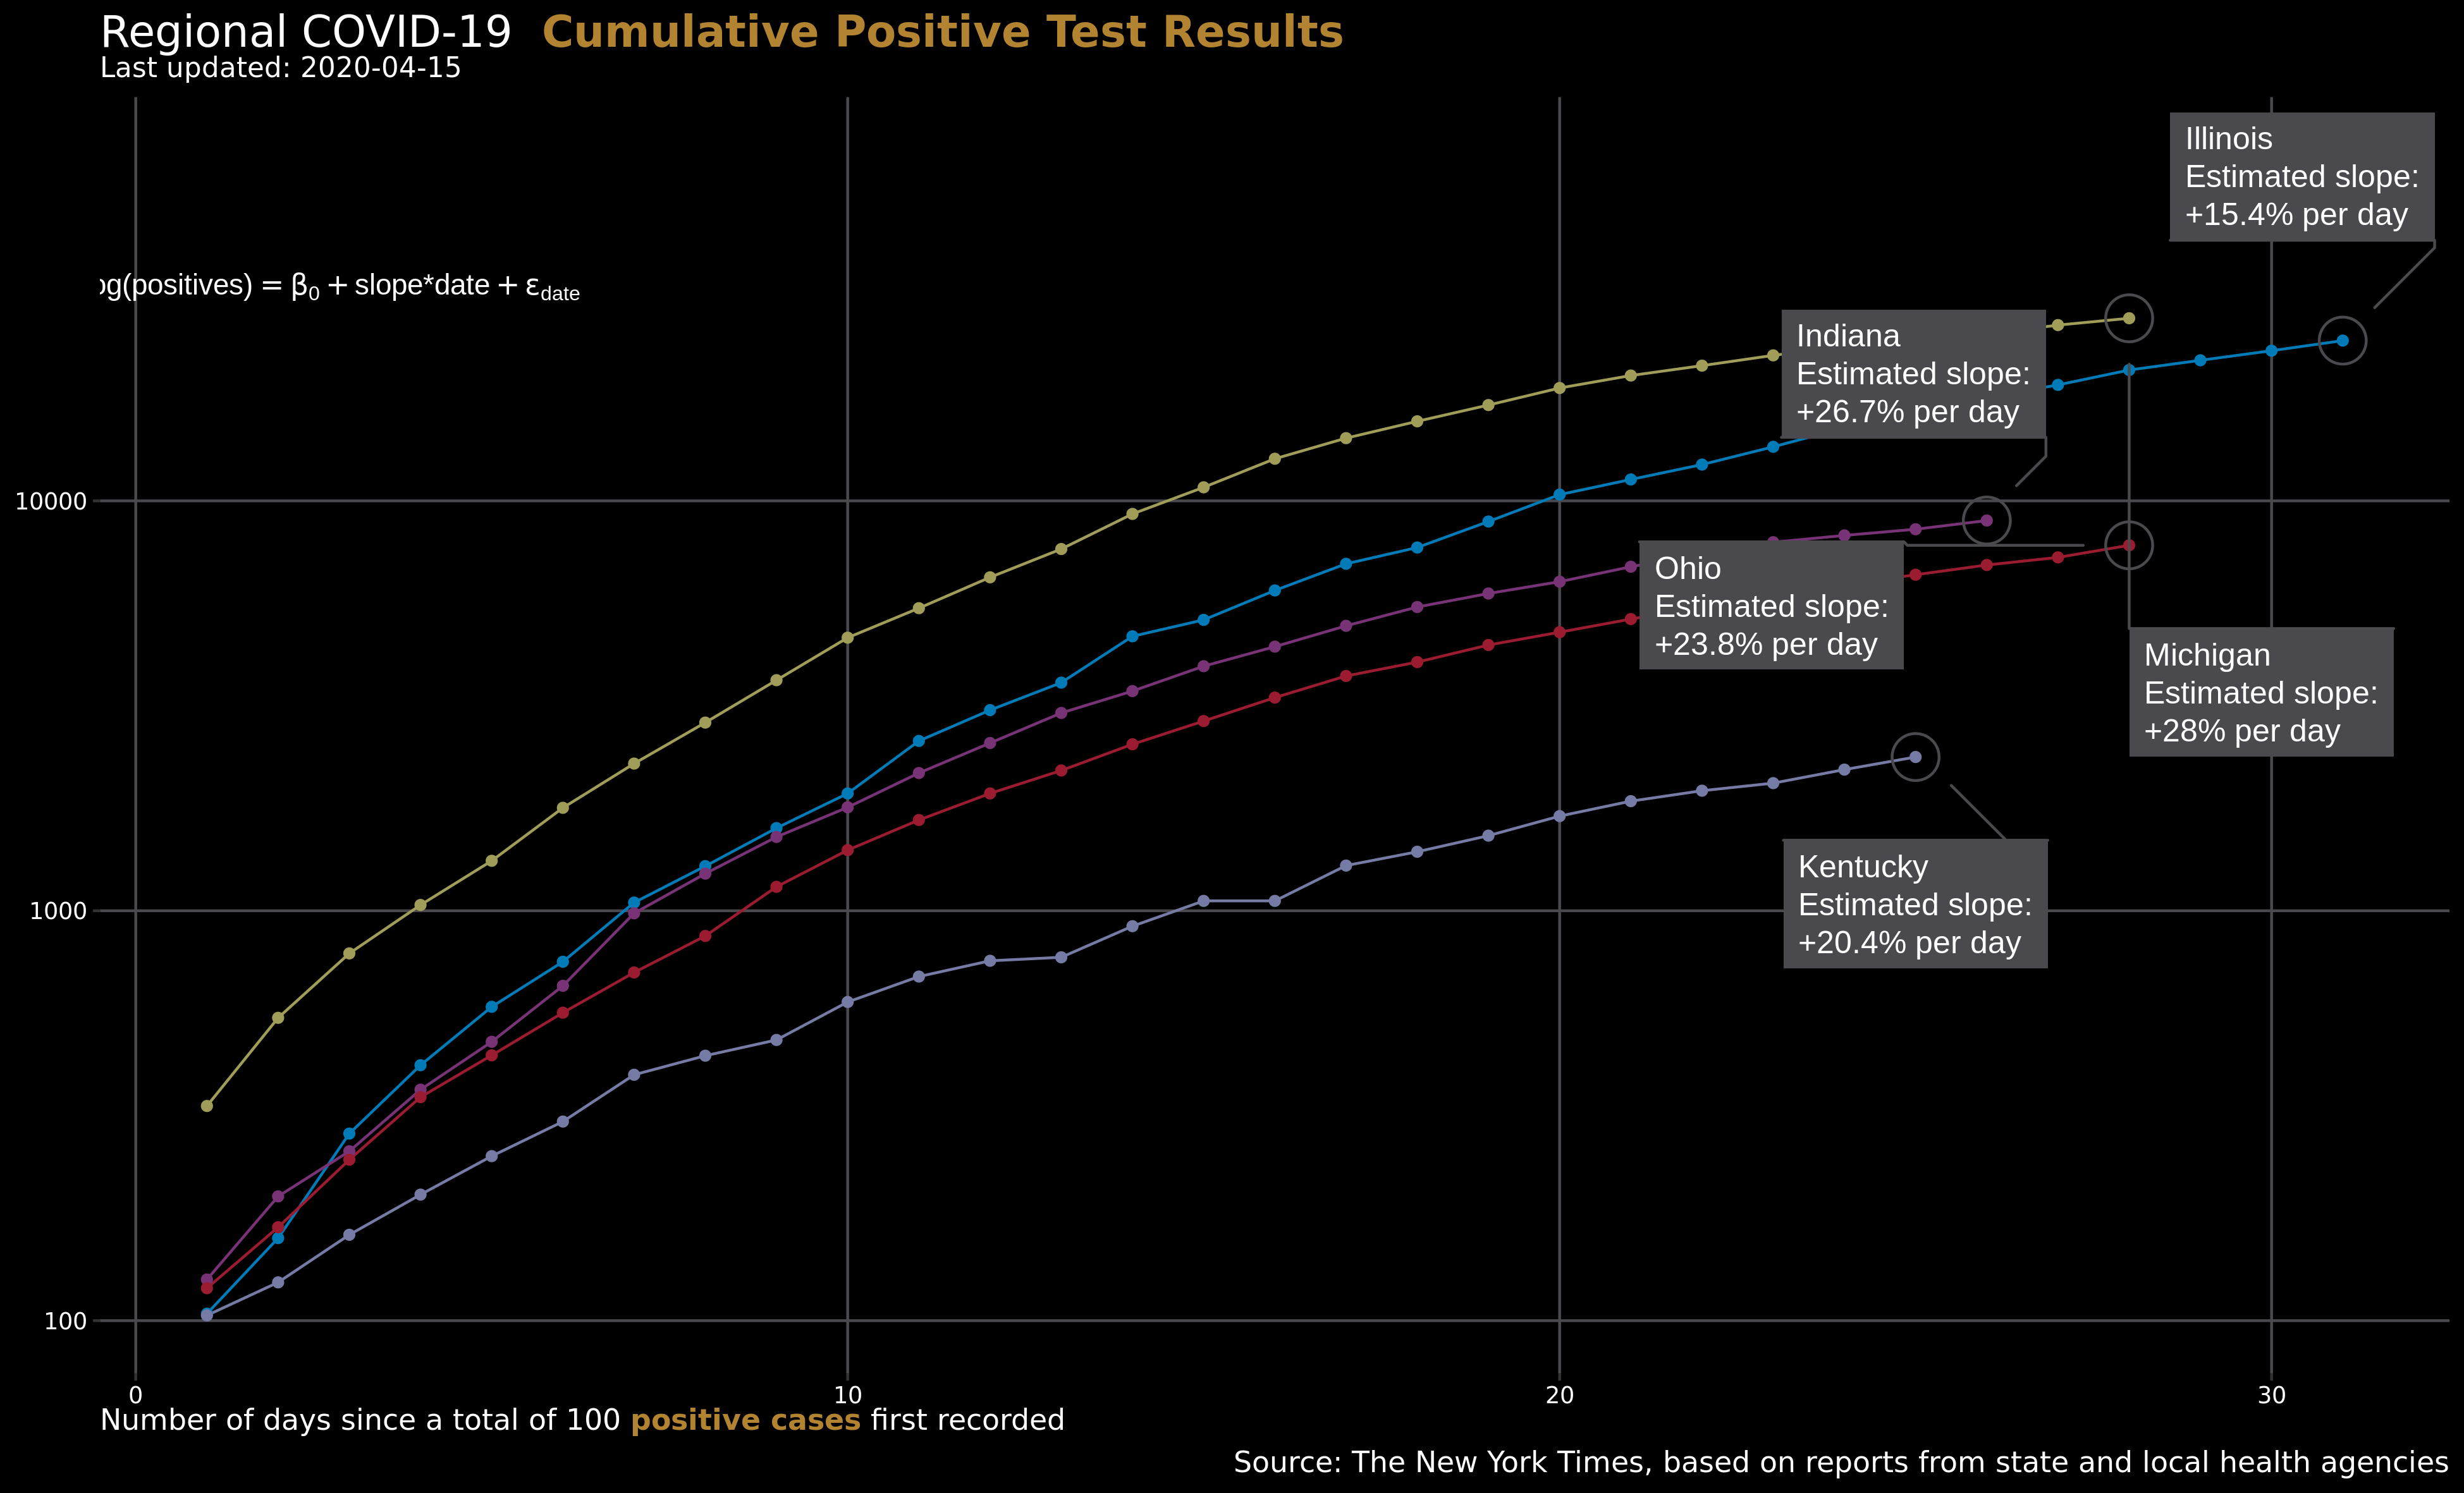 Regional COVID-19 Cumulative Positive Test Results
Last updated: 2020-04-15
og(positives) = β₀ + slope*date + ε_date
Illinois
Estimated slope:
+15.4% per day
Indiana
Estimated slope:
+26.7% per day
Ohio
Estimated slope:
+23.8% per day
Michigan
Estimated slope:
+28% per day
Kentucky
Estimated slope:
+20.4% per day
10000
1000
100
0 10 20 30
Number of days since a total of 100 positive cases first recorded
Source: The New York Times, based on reports from state and local health agencies